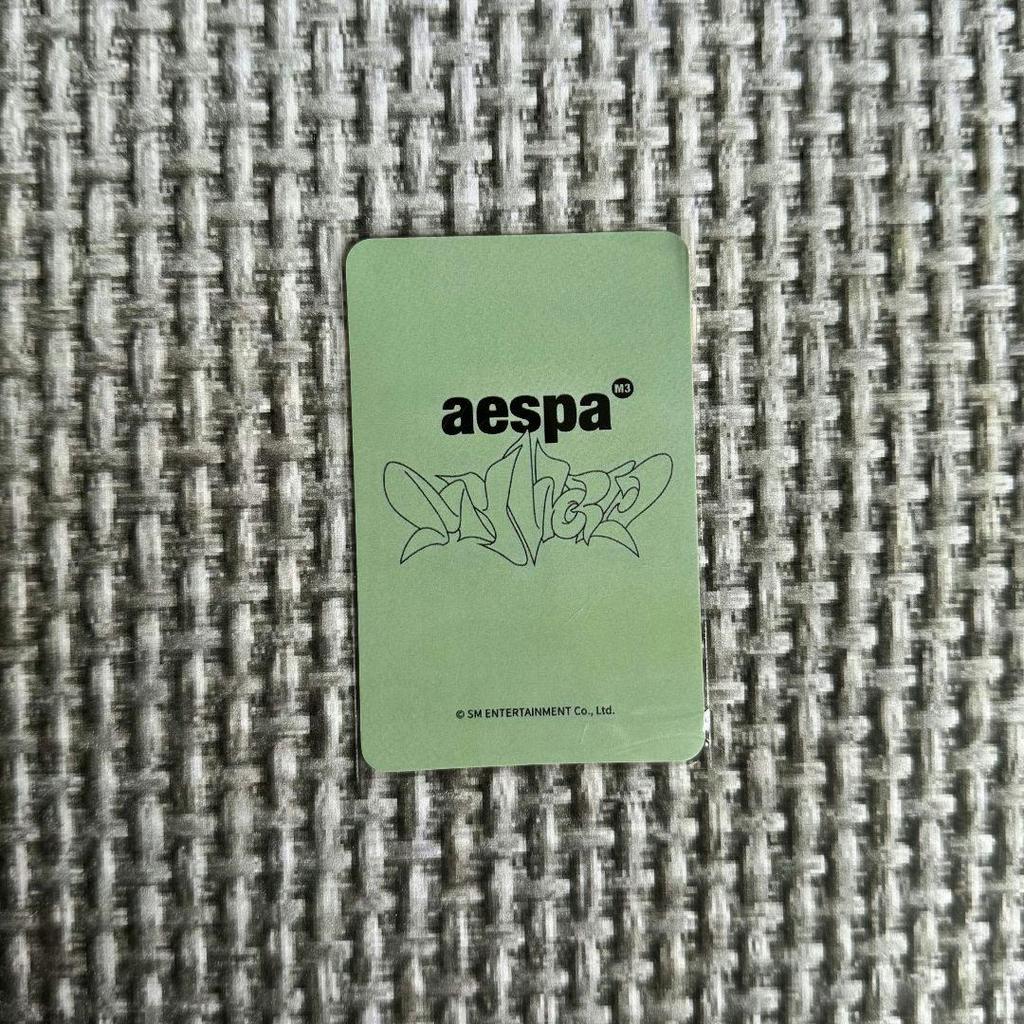 aespa M3
© SM ENTERTAINMENT Co., Ltd.